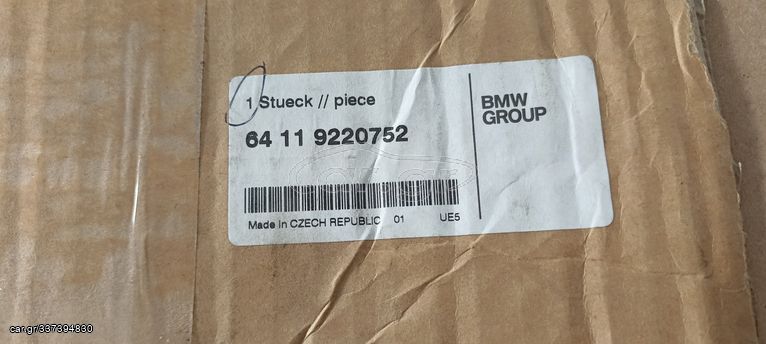 1 Stueck // piece
BMW
GROUP
64 11 9220752
Made in CZECH REPUBLIC 01 UE5
car.gr/337394830